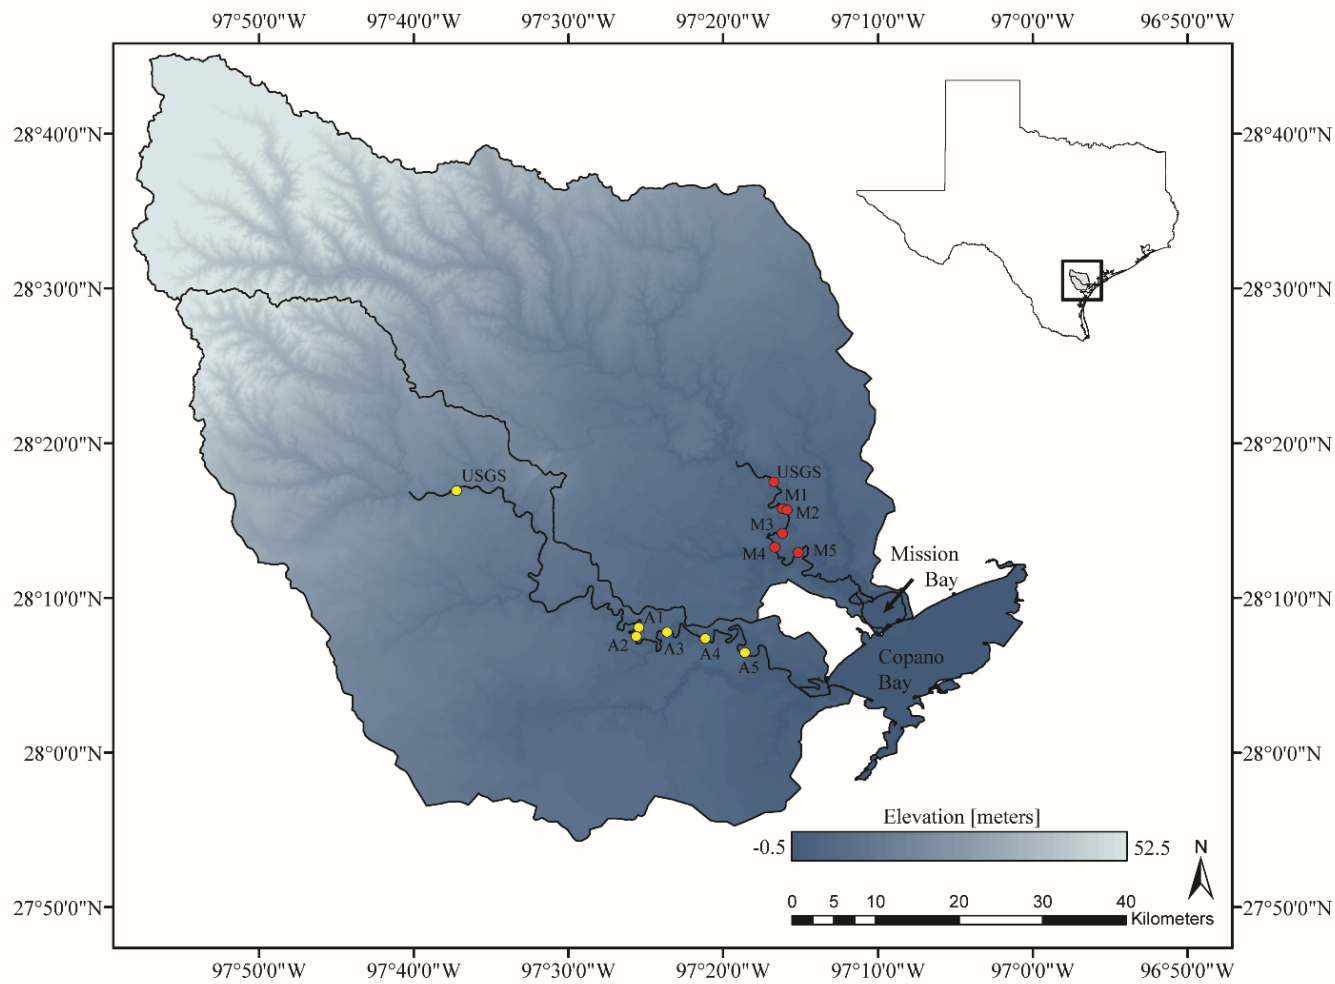 97°50'0"W 97°40'0"W 97°30'0"W 97°20'0"W 97°10'0"W 97°0'0"W 96°50'0"W
28°40'0"N 28°40'0"N
28°30'0"N 28°30'0"N
28°20'0"N 28°20'0"N
USGS USGS
M1
M2
M3
M4 M5
Mission
Bay
28°10'0"N 28°10'0"N
A1
A2 A3 A4
A5
Copano
Bay
28°0'0"N 28°0'0"N
Elevation [meters]
-0.5 52.5
N
0 5 10 20 30 40
Kilometers
27°50'0"N 27°50'0"N
97°50'0"W 97°40'0"W 97°30'0"W 97°20'0"W 97°10'0"W 97°0'0"W 96°50'0"W